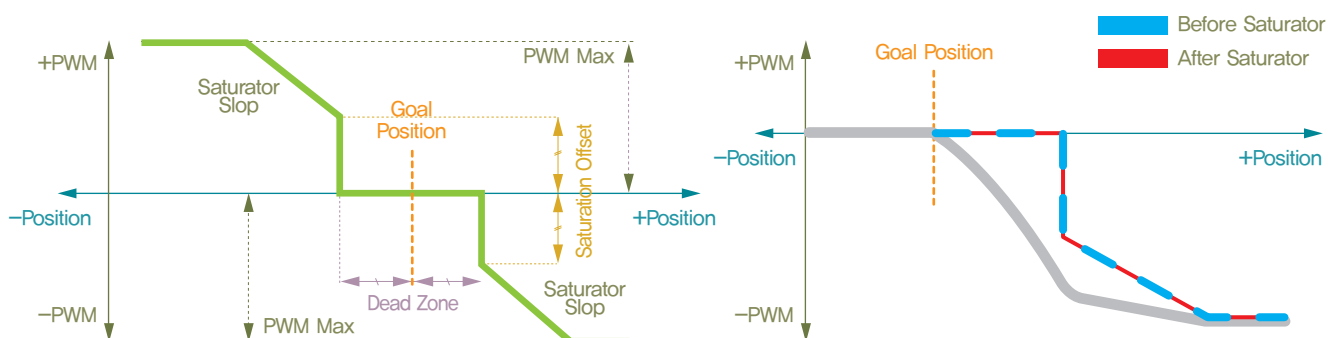 +PWM
PWM Max
Saturator
Slop
Goal
Position
Saturation Offset
−Position
+Position
Dead Zone
Saturator
Slop
−PWM
PWM Max
Before Saturator
After Saturator
+PWM
Goal Position
−Position
+Position
−PWM